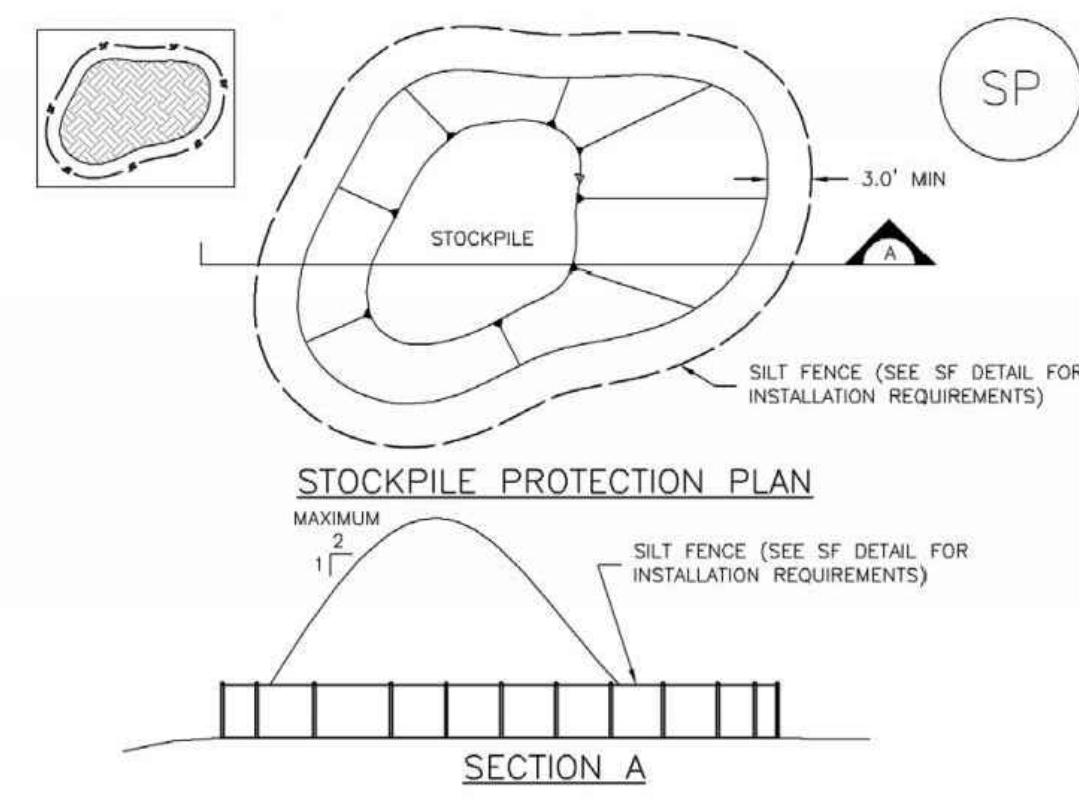 SP
3.0' MIN
STOCKPILE
A
SILT FENCE (SEE SF DETAIL FOR
INSTALLATION REQUIREMENTS)
STOCKPILE PROTECTION PLAN
MAXIMUM
2
1
SILT FENCE (SEE SF DETAIL FOR
INSTALLATION REQUIREMENTS)
SECTION A